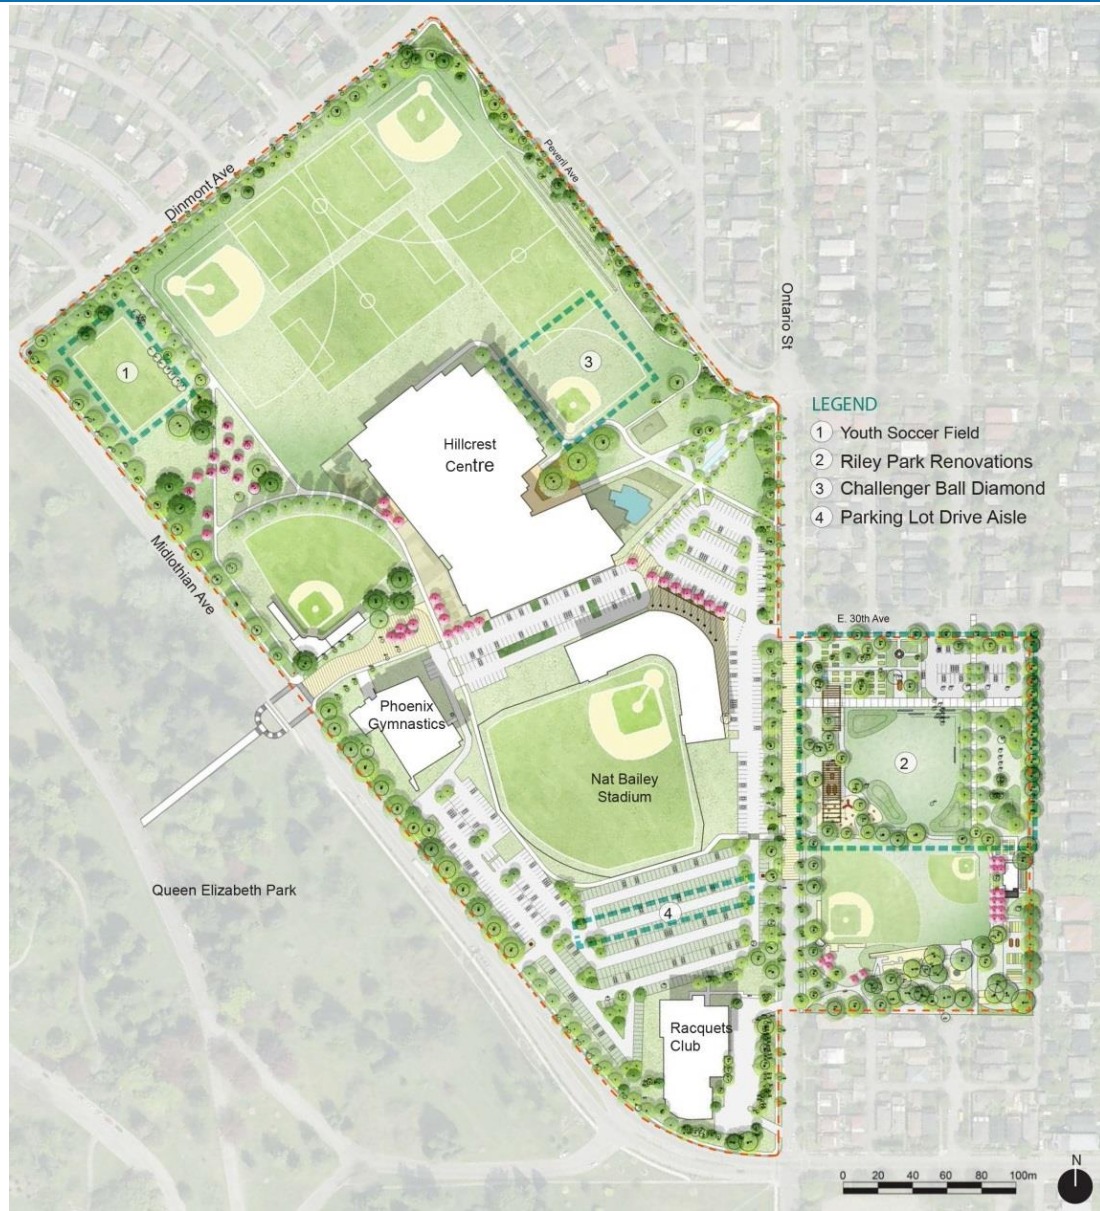 Dinmont Ave
Peveril Ave
Ontario St
1
3
LEGEND
1 Youth Soccer Field
2 Riley Park Renovations
3 Challenger Ball Diamond
4 Parking Lot Drive Aisle
Hillcrest
Centre
Midlothian Ave
E. 30th Ave
Phoenix
Gymnastics
2
Nat Bailey
Stadium
Queen Elizabeth Park
4
Racquets
Club
N
0 20 40 60 80 100m